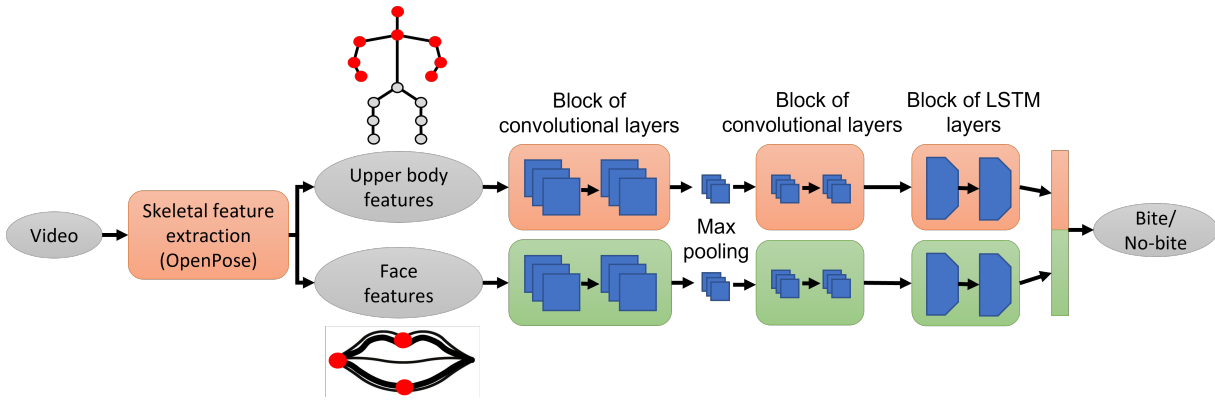 Video
Skeletal feature
extraction
(OpenPose)
Upper body
features
Face
features
Block of
convolutional layers
Max
pooling
Block of
convolutional layers
Block of LSTM
layers
Bite/
No-bite